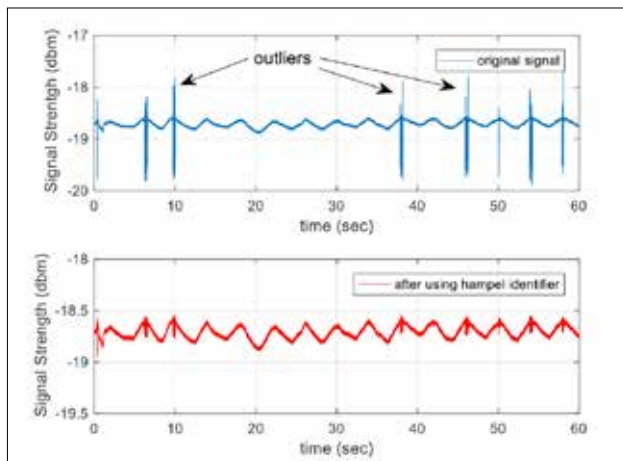 -17
-18
-19
-20
Signal Strentgh (dbm)
outliers
original signal
0 10 20 30 40 50 60
time (sec)
-18
-18.5
-19
-19.5
Signal Strength (dbm)
after using hampel identifier
0 10 20 30 40 50 60
time (sec)